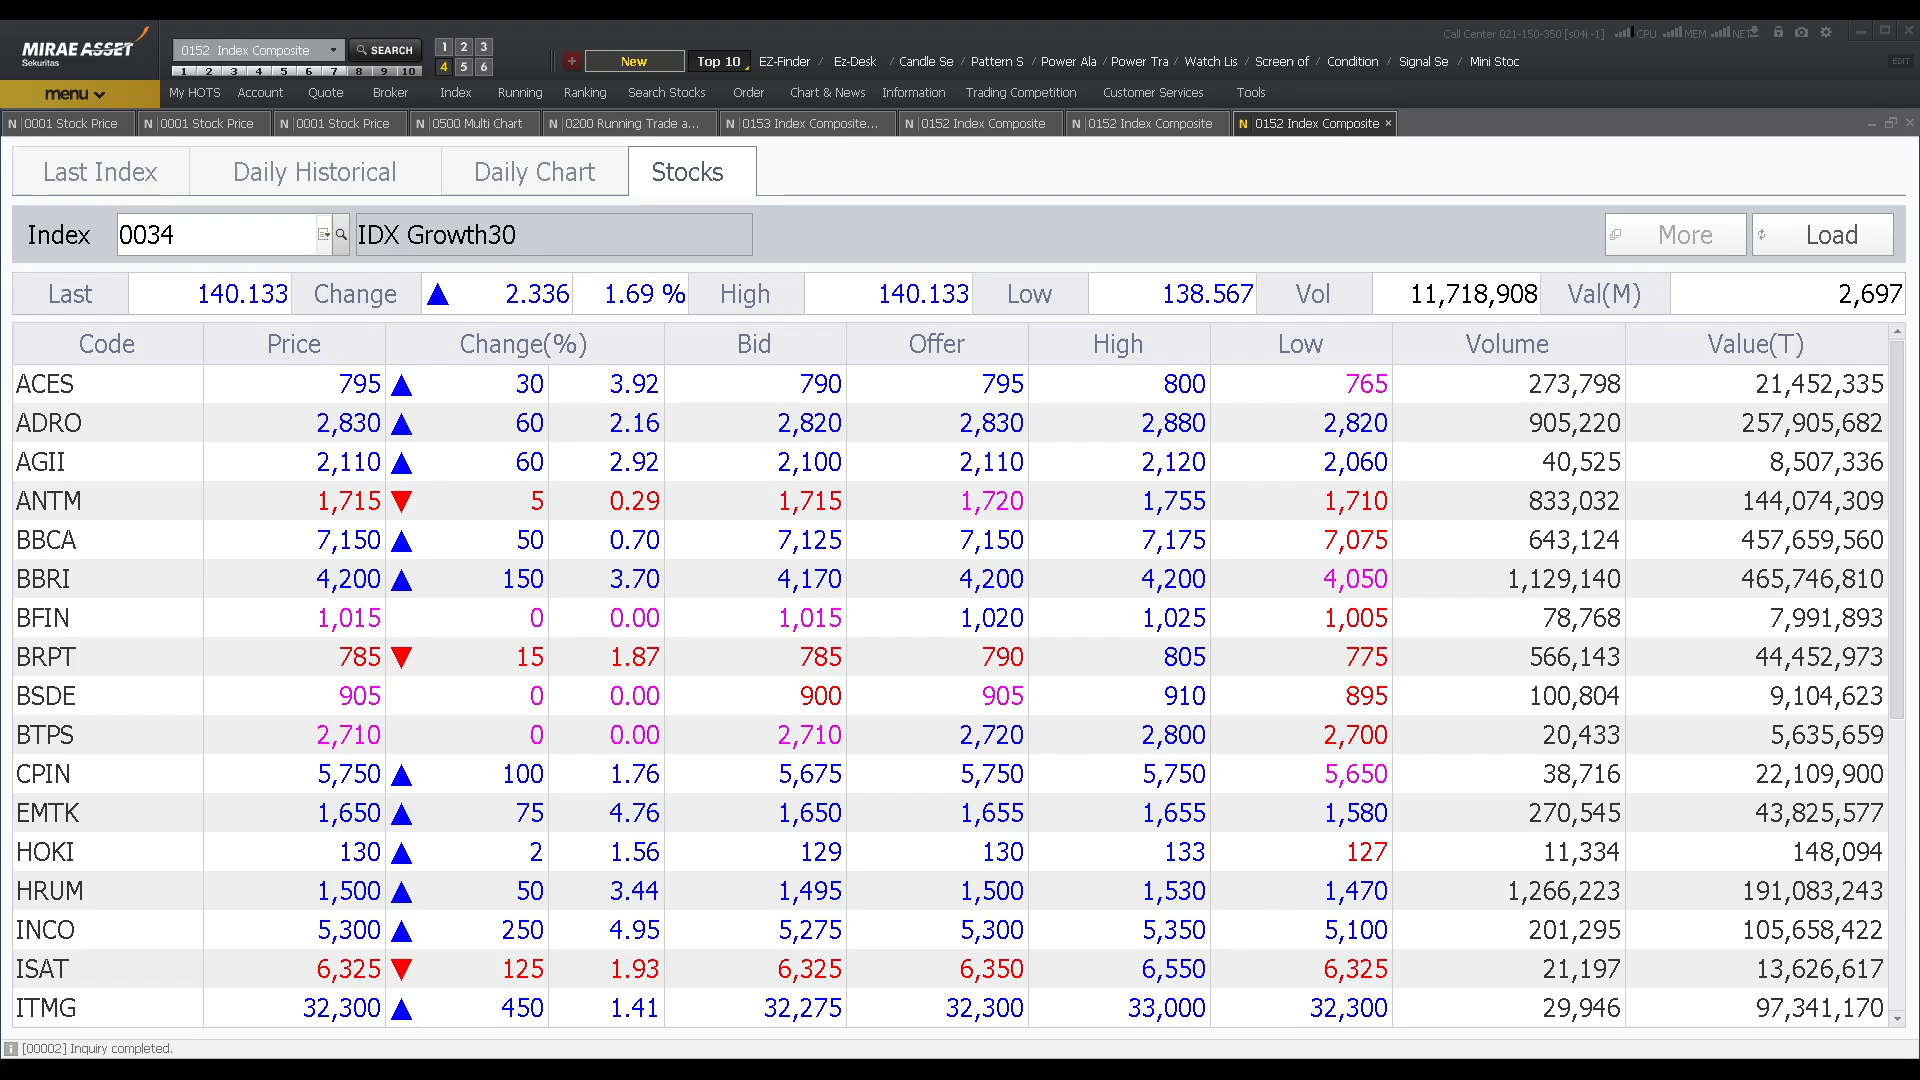 Call Center 021-150-350 [s04i -1] CPU MEM NET
MIRAE ASSET
Sekuritas
0152 Index Composite SEARCH 1 2 3
1 2 3 4 5 6 7 8 9 10 4 5 6
New Top 10 EZ-Finder / Ez-Desk / Candle Se / Pattern S / Power Ala / Power Tra / Watch Lis / Screen of / Condition / Signal Se / Mini Stoc EDIT
menu My HOTS Account Quote Broker Index Running Ranking Search Stocks Order Chart & News Information Trading Competition Customer Services Tools
N 0001 Stock Price N 0001 Stock Price N 0001 Stock Price N 0500 Multi Chart N 0200 Running Trade a... N 0153 Index Composite... N 0152 Index Composite N 0152 Index Composite N 0152 Index Composite
Last Index Daily Historical Daily Chart Stocks
Index 0034 IDX Growth30 More Load
Last 140.133 Change ▲ 2.336 1.69 % High 140.133 Low 138.567 Vol 11,718,908 Val(M) 2,697
Code Price Change(%) Bid Offer High Low Volume Value(T)
ACES 795 ▲ 30 3.92 790 795 800 765 273,798 21,452,335
ADRO 2,830 ▲ 60 2.16 2,820 2,830 2,880 2,820 905,220 257,905,682
AGII 2,110 ▲ 60 2.92 2,100 2,110 2,120 2,060 40,525 8,507,336
ANTM 1,715 ▼ 5 0.29 1,715 1,720 1,755 1,710 833,032 144,074,309
BBCA 7,150 ▲ 50 0.70 7,125 7,150 7,175 7,075 643,124 457,659,560
BBRI 4,200 ▲ 150 3.70 4,170 4,200 4,200 4,050 1,129,140 465,746,810
BFIN 1,015 0 0.00 1,015 1,020 1,025 1,005 78,768 7,991,893
BRPT 785 ▼ 15 1.87 785 790 805 775 566,143 44,452,973
BSDE 905 0 0.00 900 905 910 895 100,804 9,104,623
BTPS 2,710 0 0.00 2,710 2,720 2,800 2,700 20,433 5,635,659
CPIN 5,750 ▲ 100 1.76 5,675 5,750 5,750 5,650 38,716 22,109,900
EMTK 1,650 ▲ 75 4.76 1,650 1,655 1,655 1,580 270,545 43,825,577
HOKI 130 ▲ 2 1.56 129 130 133 127 11,334 148,094
HRUM 1,500 ▲ 50 3.44 1,495 1,500 1,530 1,470 1,266,223 191,083,243
INCO 5,300 ▲ 250 4.95 5,275 5,300 5,350 5,100 201,295 105,658,422
ISAT 6,325 ▼ 125 1.93 6,325 6,350 6,550 6,325 21,197 13,626,617
ITMG 32,300 ▲ 450 1.41 32,275 32,300 33,000 32,300 29,946 97,341,170
[00002] Inquiry completed.